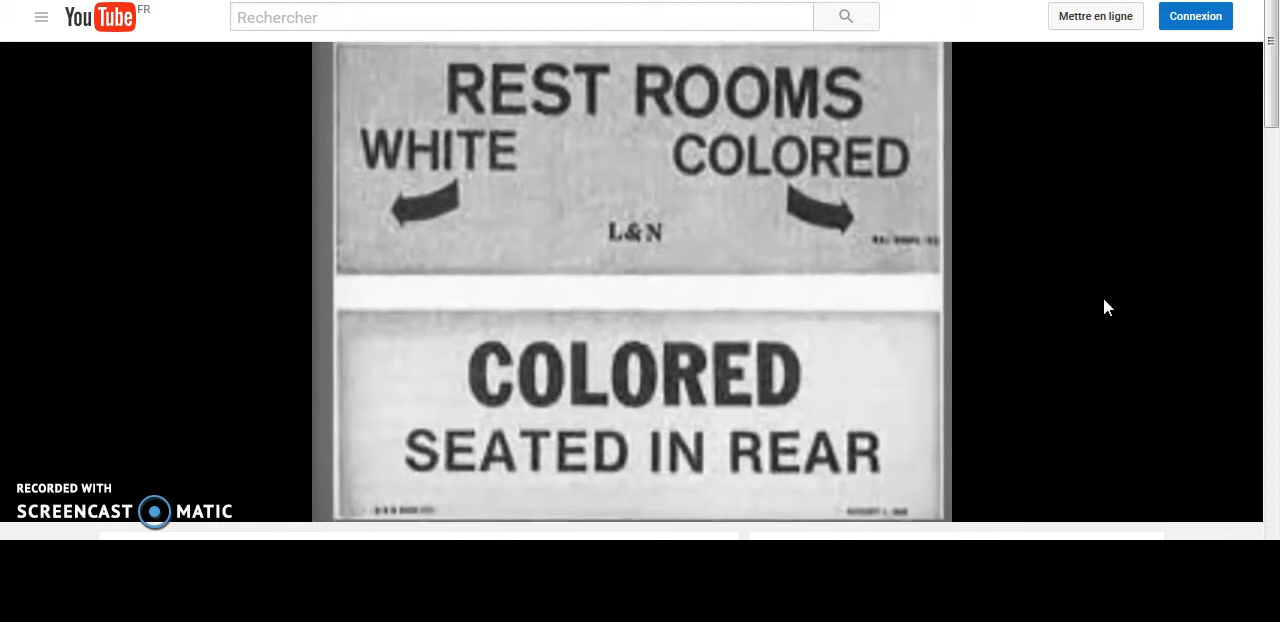 YouTube FR
Rechercher
Mettre en ligne
Connexion
REST ROOMS
WHITE
COLORED
L&N
COLORED
SEATED IN REAR
RECORDED WITH
SCREENCAST MATIC